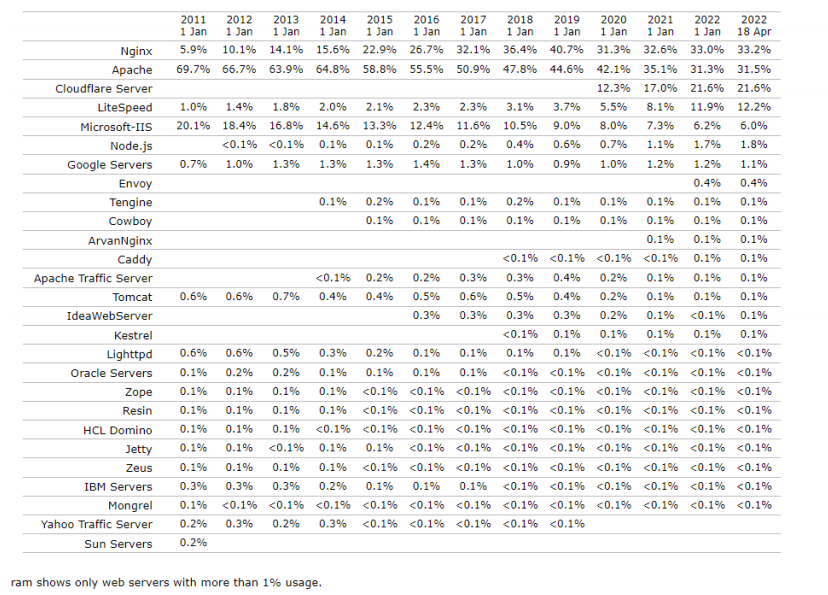 2011 2012 2013 2014 2015 2016 2017 2018 2019 2020 2021 2022 2022
1 Jan 1 Jan 1 Jan 1 Jan 1 Jan 1 Jan 1 Jan 1 Jan 1 Jan 1 Jan 1 Jan 1 Jan 18 Apr
Nginx 5.9% 10.1% 14.1% 15.6% 22.9% 26.7% 32.1% 36.4% 40.7% 31.3% 32.6% 33.0% 33.2%
Apache 69.7% 66.7% 63.9% 64.8% 58.8% 55.5% 50.9% 47.8% 44.6% 42.1% 35.1% 31.3% 31.5%
Cloudflare Server 12.3% 17.0% 21.6% 21.6%
LiteSpeed 1.0% 1.4% 1.8% 2.0% 2.1% 2.3% 2.3% 3.1% 3.7% 5.5% 8.1% 11.9% 12.2%
Microsoft-IIS 20.1% 18.4% 16.8% 14.6% 13.3% 12.4% 11.6% 10.5% 9.0% 8.0% 7.3% 6.2% 6.0%
Node.js <0.1% <0.1% 0.1% 0.1% 0.2% 0.2% 0.4% 0.6% 0.7% 1.1% 1.7% 1.8%
Google Servers 0.7% 1.0% 1.3% 1.3% 1.3% 1.4% 1.3% 1.0% 0.9% 1.0% 1.2% 1.2% 1.1%
Envoy 0.4% 0.4%
Tengine 0.1% 0.2% 0.1% 0.1% 0.2% 0.1% 0.1% 0.1% 0.1% 0.1%
Cowboy 0.1% 0.1% 0.1% 0.1% 0.1% 0.1% 0.1% 0.1% 0.1%
ArvanNginx 0.1% 0.1% 0.1%
Caddy <0.1% <0.1% <0.1% <0.1% 0.1% 0.1%
Apache Traffic Server <0.1% 0.2% 0.2% 0.3% 0.3% 0.4% 0.2% 0.1% 0.1% 0.1%
Tomcat 0.6% 0.6% 0.7% 0.4% 0.4% 0.5% 0.6% 0.5% 0.4% 0.2% 0.1% 0.1% 0.1%
IdeaWebServer 0.3% 0.3% 0.3% 0.3% 0.2% 0.1% <0.1% 0.1%
Kestrel <0.1% 0.1% 0.1% 0.1% 0.1% 0.1%
Lighttpd 0.6% 0.6% 0.5% 0.3% 0.2% 0.1% 0.1% 0.1% 0.1% <0.1% <0.1% <0.1% <0.1%
Oracle Servers 0.1% 0.2% 0.2% 0.1% 0.1% 0.1% 0.1% <0.1% <0.1% <0.1% <0.1% <0.1% <0.1%
Zope 0.1% 0.1% 0.1% 0.1% <0.1% <0.1% <0.1% <0.1% <0.1% <0.1% <0.1% <0.1% <0.1%
Resin 0.1% 0.1% 0.1% 0.1% <0.1% <0.1% <0.1% <0.1% <0.1% <0.1% <0.1% <0.1% <0.1%
HCL Domino 0.1% 0.1% 0.1% <0.1% <0.1% <0.1% <0.1% <0.1% <0.1% <0.1% <0.1% <0.1% <0.1%
Jetty 0.1% 0.1% <0.1% 0.1% 0.1% <0.1% <0.1% <0.1% <0.1% <0.1% <0.1% <0.1% <0.1%
Zeus 0.1% 0.1% 0.1% 0.1% <0.1% <0.1% <0.1% <0.1% <0.1% <0.1% <0.1% <0.1% <0.1%
IBM Servers 0.3% 0.3% 0.3% 0.2% 0.1% 0.1% 0.1% <0.1% <0.1% <0.1% <0.1% <0.1% <0.1%
Mongrel 0.1% <0.1% <0.1% <0.1% <0.1% <0.1% <0.1% <0.1% <0.1% <0.1% <0.1% <0.1% <0.1%
Yahoo Traffic Server 0.2% 0.3% 0.2% 0.3% <0.1% <0.1% <0.1% <0.1% <0.1%
Sun Servers 0.2%
ram shows only web servers with more than 1% usage.